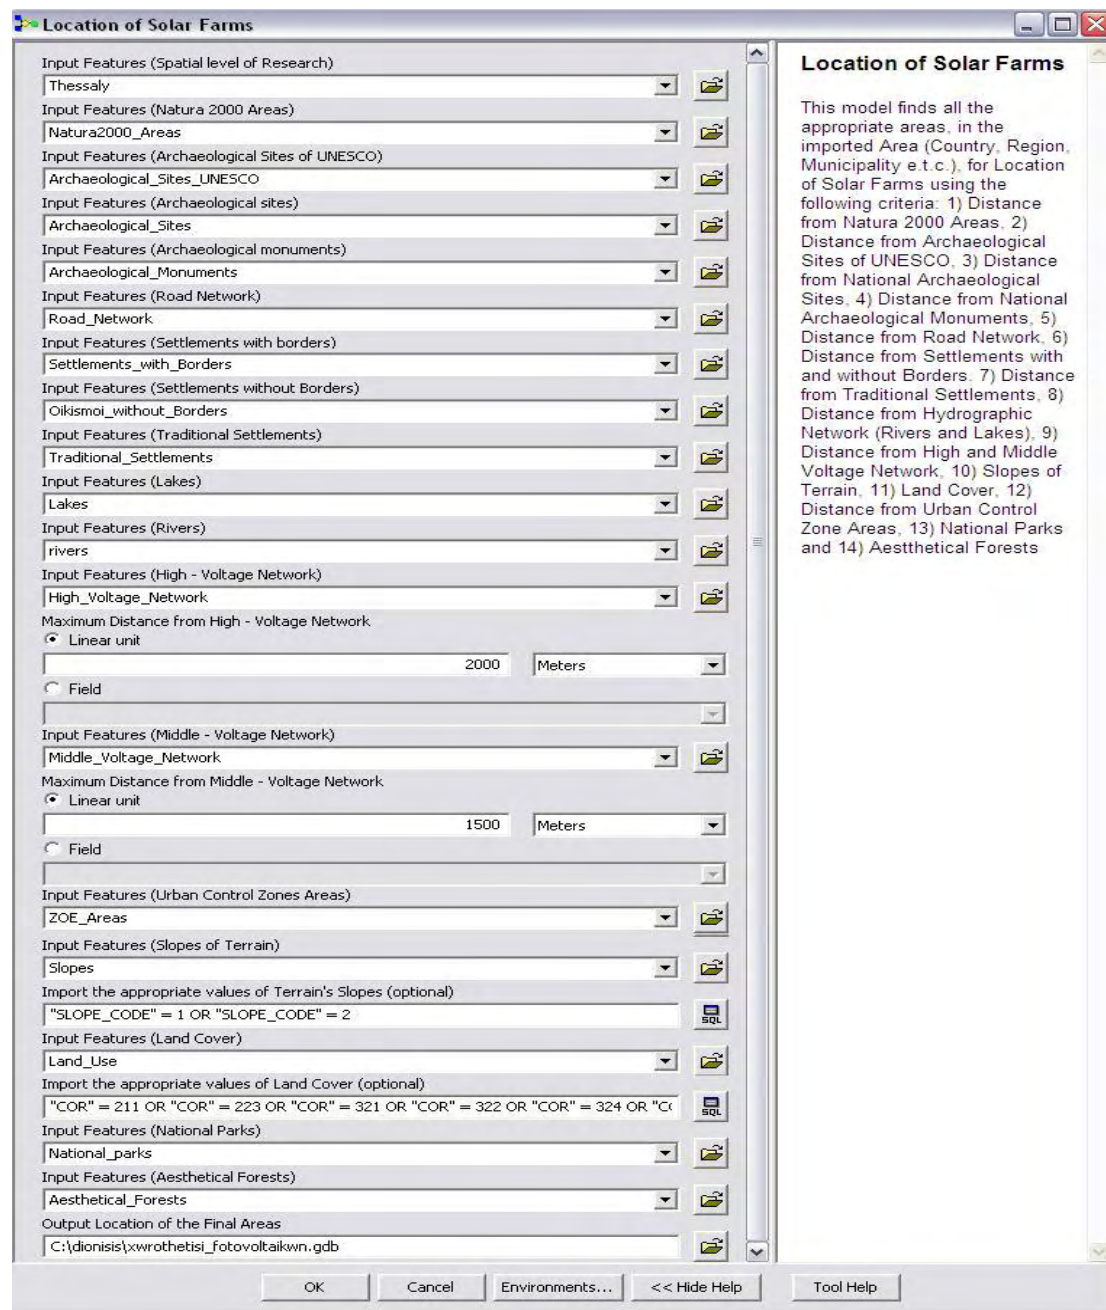 Location of Solar Farms
Input Features (Spatial level of Research)
Thessaly
Input Features (Natura 2000 Areas)
Natura2000_Areas
Input Features (Archaeological Sites of UNESCO)
Archaeological_Sites_UNESCO
Input Features (Archaeological sites)
Archaeological_Sites
Input Features (Archaeological monuments)
Archaeological_Monuments
Input Features (Road Network)
Road_Network
Input Features (Settlements with borders)
Settlements_with_Borders
Input Features (Settlements without Borders)
Oikismoi_without_Borders
Input Features (Traditional Settlements)
Traditional_Settlements
Input Features (Lakes)
Lakes
Input Features (Rivers)
rivers
Input Features (High - Voltage Network)
High_Voltage_Network
Maximum Distance from High - Voltage Network
Linear unit
2000 Meters
Field
Input Features (Middle - Voltage Network)
Middle_Voltage_Network
Maximum Distance from Middle - Voltage Network
Linear unit
1500 Meters
Field
Input Features (Urban Control Zones Areas)
ZOE_Areas
Input Features (Slopes of Terrain)
Slopes
Import the appropriate values of Terrain's Slopes (optional)
"SLOPE_CODE" = 1 OR "SLOPE_CODE" = 2
SQL
Input Features (Land Cover)
Land_Use
Import the appropriate values of Land Cover (optional)
"COR" = 211 OR "COR" = 223 OR "COR" = 321 OR "COR" = 322 OR "COR" = 324 OR "C
SQL
Input Features (National Parks)
National_parks
Input Features (Aesthetical Forests)
Aesthetical_Forests
Output Location of the Final Areas
C:\dionisis\xwrothetisi_fotovoltaikwn.gdb
Location of Solar Farms
This model finds all the
appropriate areas, in the
imported Area (Country, Region,
Municipality e.t.c.), for Location
of Solar Farms using the
following criteria: 1) Distance
from Natura 2000 Areas, 2)
Distance from Archaeological
Sites of UNESCO, 3) Distance
from National Archaeological
Sites, 4) Distance from National
Archaeological Monuments, 5)
Distance from Road Network, 6)
Distance from Settlements with
and without Borders. 7) Distance
from Traditional Settlements, 8)
Distance from Hydrographic
Network (Rivers and Lakes), 9)
Distance from High and Middle
Voltage Network, 10) Slopes of
Terrain, 11) Land Cover, 12)
Distance from Urban Control
Zone Areas, 13) National Parks
and 14) Aestthetical Forests
OK Cancel Environments... << Hide Help Tool Help